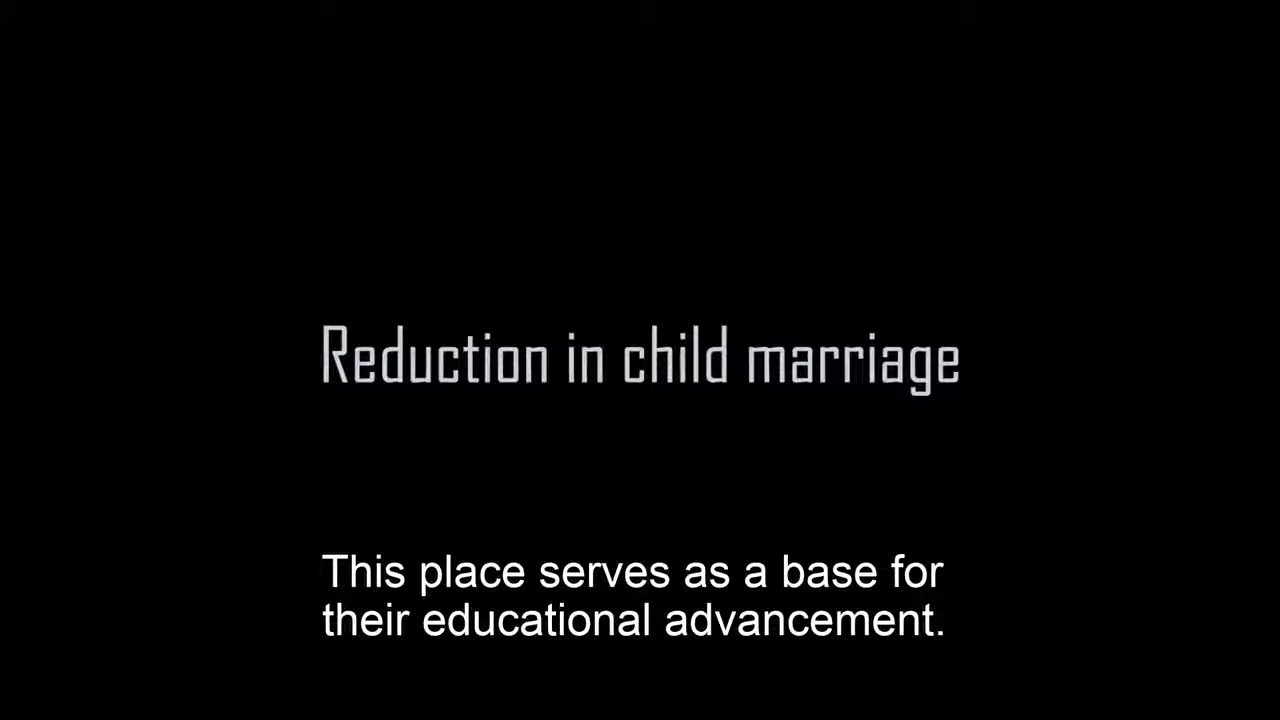 Reduction in child marriage
This place serves as a base for
their educational advancement.